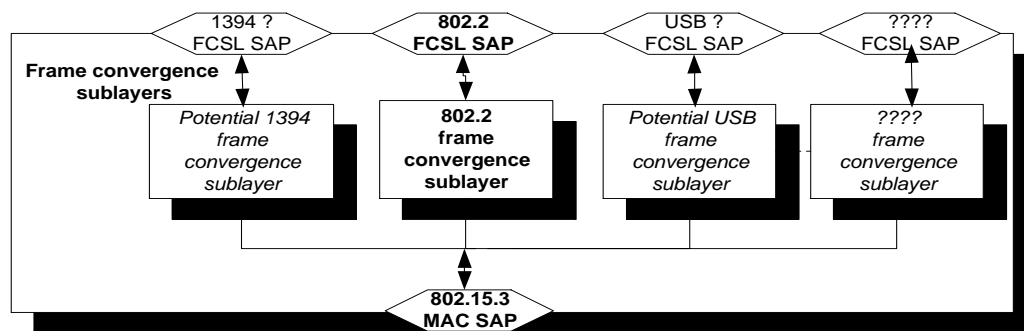 1394 ?
FCSL SAP
802.2
FCSL SAP
USB ?
FCSL SAP
????
FCSL SAP
Frame convergence
sublayers
Potential 1394
frame
convergence
sublayer
802.2
frame
convergence
sublayer
Potential USB
frame
convergence
sublayer
????
frame
convergence
sublayer
802.15.3
MAC SAP